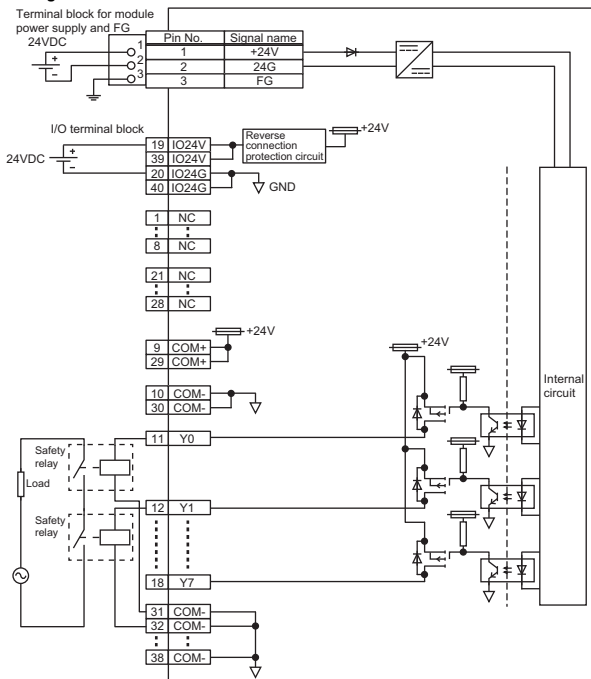 Terminal block for module
power supply and FG
24VDC
+
−
1
2
3
Pin No. Signal name
1 +24V
2 24G
3 FG
I/O terminal block
24VDC
+
−
19 IO24V
39 IO24V
20 IO24G
40 IO24G
Reverse
connection
protection circuit
+24V
GND
1 NC
8 NC
21 NC
28 NC
+24V
9 COM+
29 COM+
10 COM-
30 COM-
+24V
Internal
circuit
11 Y0
Safety
relay
Load
12 Y1
Safety
relay
18 Y7
31 COM-
32 COM-
38 COM-